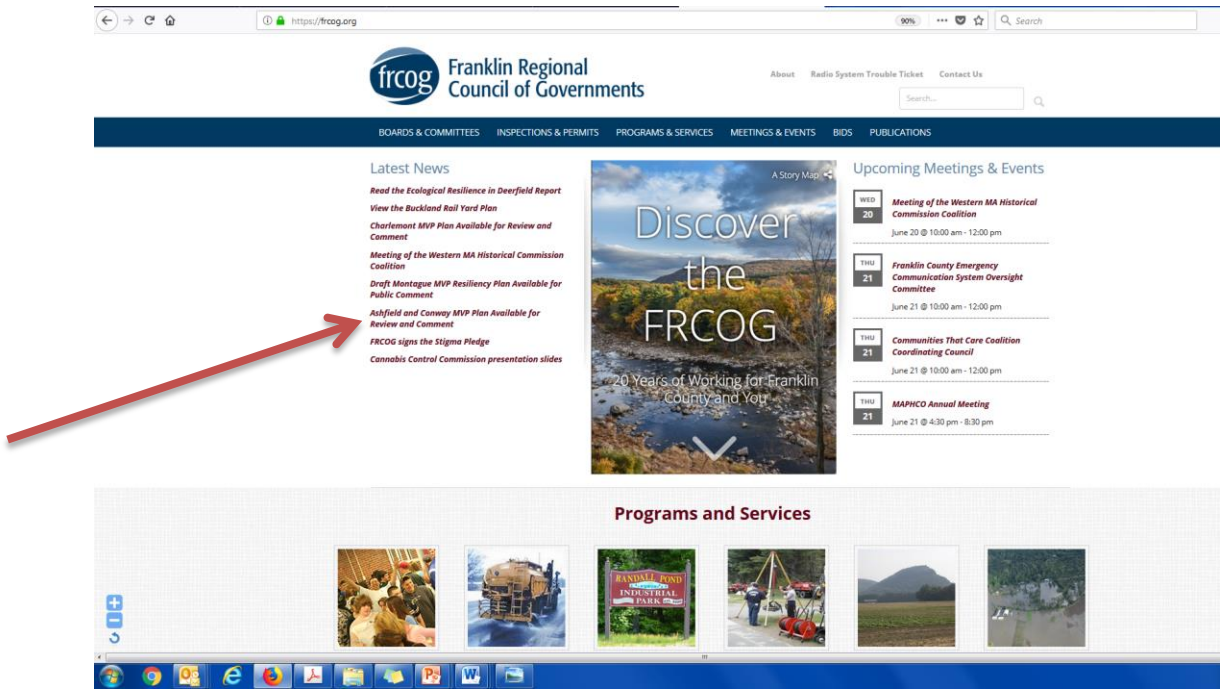 https://frcog.org
90%
Search
frcog
Franklin Regional
Council of Governments
About Radio System Trouble Ticket Contact Us
Search...
BOARDS & COMMITTEES INSPECTIONS & PERMITS PROGRAMS & SERVICES MEETINGS & EVENTS BIDS PUBLICATIONS
Latest News
Read the Ecological Resilience in Deerfield Report
View the Buckland Rail Yard Plan
Charlemont MVP Plan Available for Review and
Comment
Meeting of the Western MA Historical Commission
Coalition
Draft Montague MVP Resiliency Plan Available for
Public Comment
Ashfield and Conway MVP Plan Available for
Review and Comment
FRCOG signs the Stigma Pledge
Cannabis Control Commission presentation slides
A Story Map
Discover
the
FRCOG
20 Years of Working for Franklin
County and You
Upcoming Meetings & Events
WED
20
Meeting of the Western MA Historical
Commission Coalition
June 20 @ 10:00 am - 12:00 pm
THU
21
Franklin County Emergency
Communication System Oversight
Committee
June 21 @ 10:00 am - 12:00 pm
THU
21
Communities That Care Coalition
Coordinating Council
June 21 @ 10:00 am - 12:00 pm
THU
21
MAPHCO Annual Meeting
June 21 @ 4:30 pm - 8:30 pm
Programs and Services
RANDALL POND
INDUSTRIAL
PARK